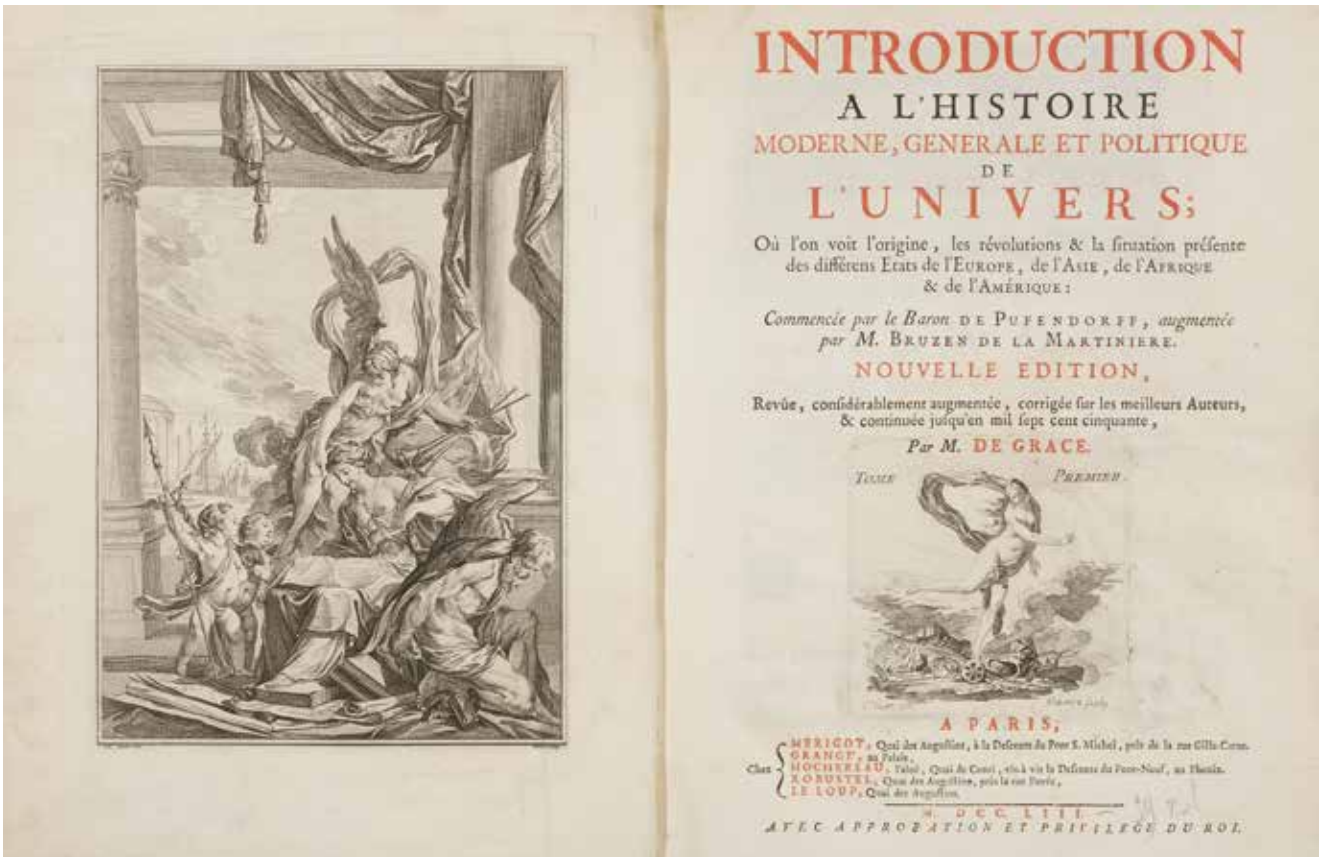 INTRODUCTION
A L'HISTOIRE
MODERNE, GENERALE ET POLITIQUE
DE
L'UNIVERS;
Où l'on voit l'origine, les révolutions & la situation présente
des différens Etats de l'EUROPE, de l'ASIE, de l'AFRIQUE
& de l'AMÉRIQUE:
Commencée par le Baron DE PUFENDORFF, augmentée
par M. BRUZEN DE LA MARTINIERE.
NOUVELLE EDITION,
Revûe, considérablement augmentée, corrigée sur les meilleurs Auteurs,
& continuée jusqu'en mil sept cent cinquante,
Par M. DE GRACE.
TOME PREMIER.
A PARIS,
MERIGOT, Quai des Augustins, à la Descente du Pont S. Michel, près de la rue Gille-Cœur.
GRANGE', au Palais,
Chez HOCHEREAU, l'aîné, Quai de Conti, vis-à-vis la Descente du Pont-Neuf, au Phenix.
ROBUSTEL, Quai des Augustins, près la rue Pavée,
LE LOUP, Quai des Augustins.
M. DCC. LIII.
AVEC APPROBATION ET PRIVILEGE DU ROI.